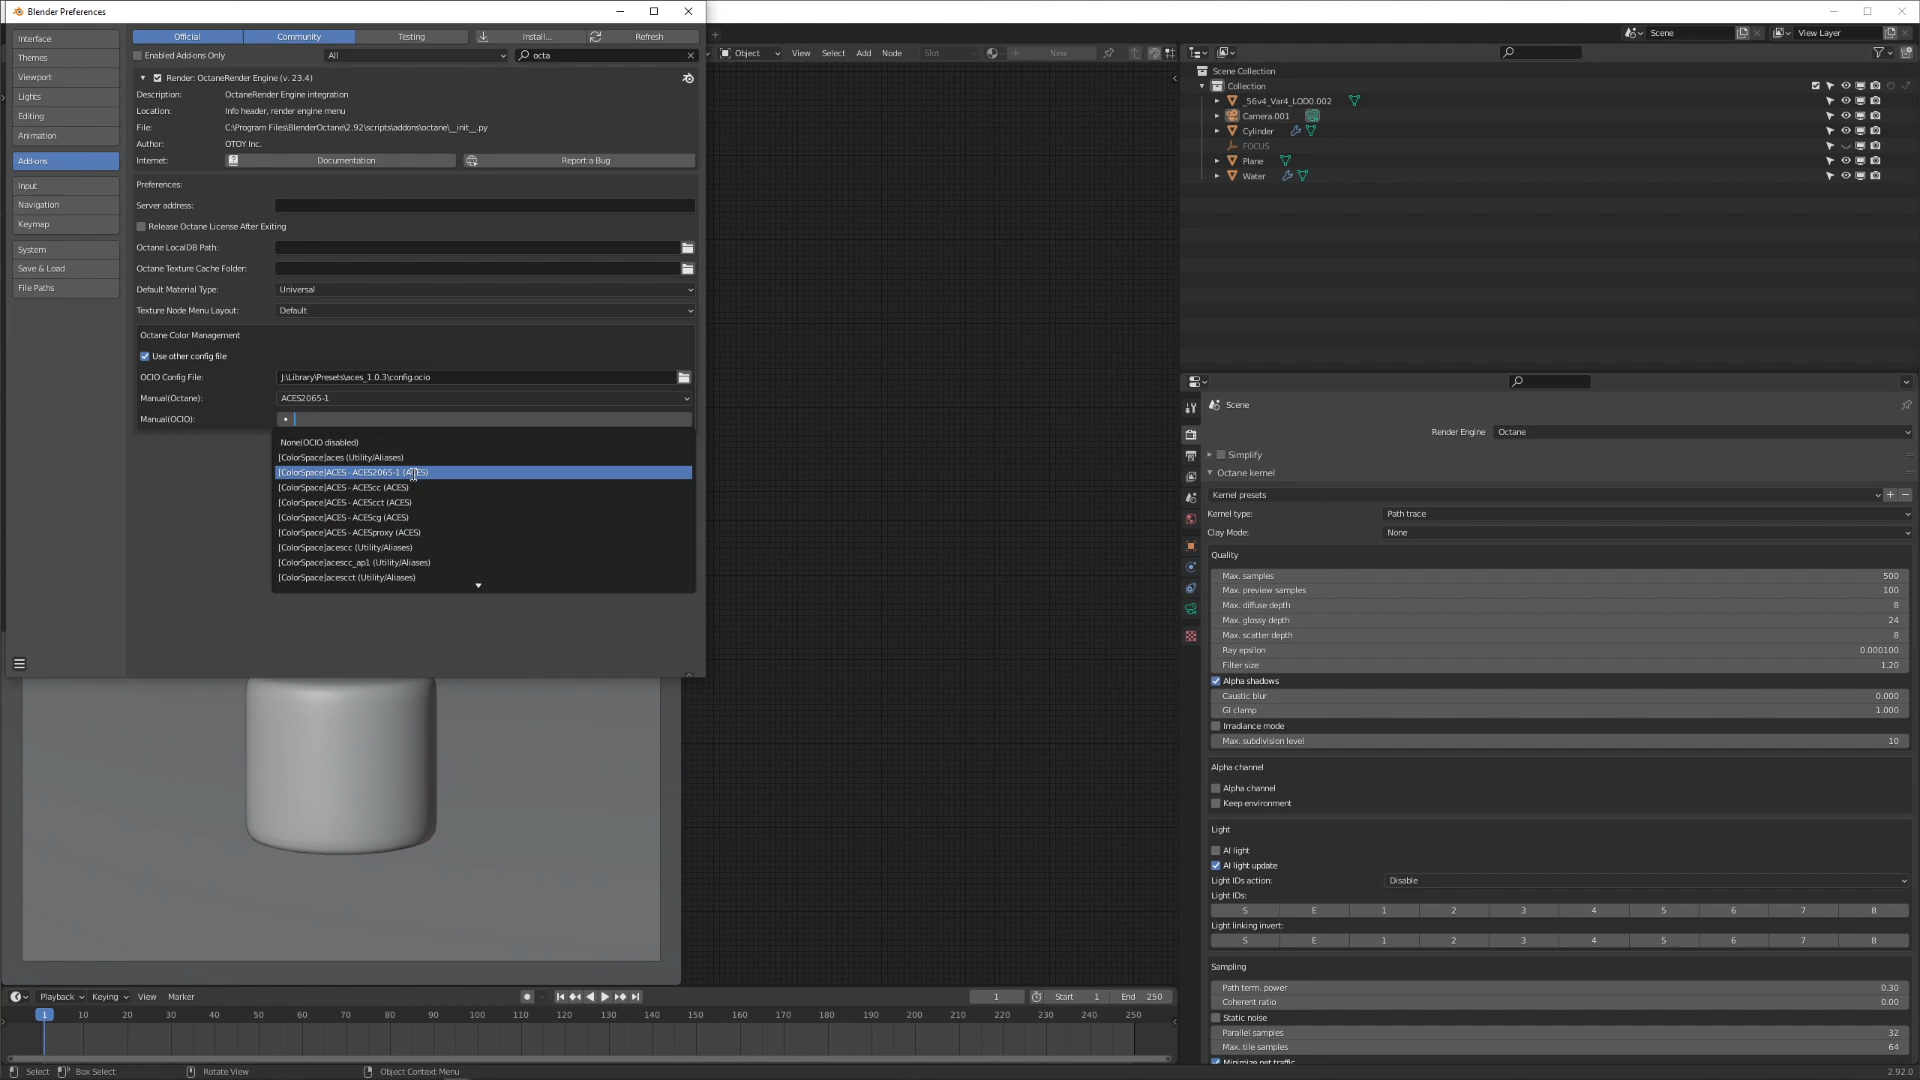 Blender Preferences
Interface
Themes
Viewport
Lights
Editing
Animation
Add-ons
Input
Navigation
Keymap
System
Save & Load
File Paths
Official Community Testing Install... Refresh
Enabled Add-ons Only All octa
Render: OctaneRender Engine (v. 23.4)
Description: OctaneRender Engine integration
Location: Info header, render engine menu
File: C:\Program Files\BlenderOctane\2.92\scripts\addons\octane\__init__.py
Author: OTOY Inc.
Internet: Documentation Report a Bug
Preferences:
Server address:
Release Octane License After Exiting
Octane LocalDB Path:
Octane Texture Cache Folder:
Default Material Type: Universal
Texture Node Menu Layout: Default
Octane Color Management
Use other config file
OCIO Config File: J:\Library\Presets\aces_1.0.3\config.ocio
Manual(Octane): ACES2065-1
Manual(OCIO):
None(OCIO disabled)
[ColorSpace]aces (Utility/Aliases)
[ColorSpace]ACES - ACES2065-1 (ACES)
[ColorSpace]ACES - ACEScc (ACES)
[ColorSpace]ACES - ACEScct (ACES)
[ColorSpace]ACES - ACEScg (ACES)
[ColorSpace]ACES - ACESproxy (ACES)
[ColorSpace]acescc (Utility/Aliases)
[ColorSpace]acescc_ap1 (Utility/Aliases)
[ColorSpace]acescct (Utility/Aliases)
Object View Select Add Node Slot New
Scene View Layer
Scene Collection
Collection
_56v4_Var4_LOD0.002
Camera.001
Cylinder
FOCUS
Plane
Water
Scene
Render Engine Octane
Simplify
Octane kernel
Kernel presets
Kernel type: Path trace
Clay Mode: None
Quality
Max. samples 500
Max. preview samples 100
Max. diffuse depth 8
Max. glossy depth 24
Max. scatter depth 8
Ray epsilon 0.000100
Filter size 1.20
Alpha shadows
Caustic blur 0.000
GI clamp 1.000
Irradiance mode
Max. subdivision level 10
Alpha channel
Alpha channel
Keep environment
Light
AI light
AI light update
Light IDs action: Disable
Light IDs:
S E 1 2 3 4 5 6 7 8
Light linking invert:
S E 1 2 3 4 5 6 7 8
Sampling
Path term. power 0.30
Coherent ratio 0.00
Static noise
Parallel samples 32
Max. tile samples 64
Minimize net traffic
Playback Keying View Marker 1 Start 1 End 250
1 10 20 30 40 50 60 70 80 90 100 110 120 130 140 150 160 170 180 190 200 210 220 230 240 250
Select Box Select Rotate View Object Context Menu 2.92.0